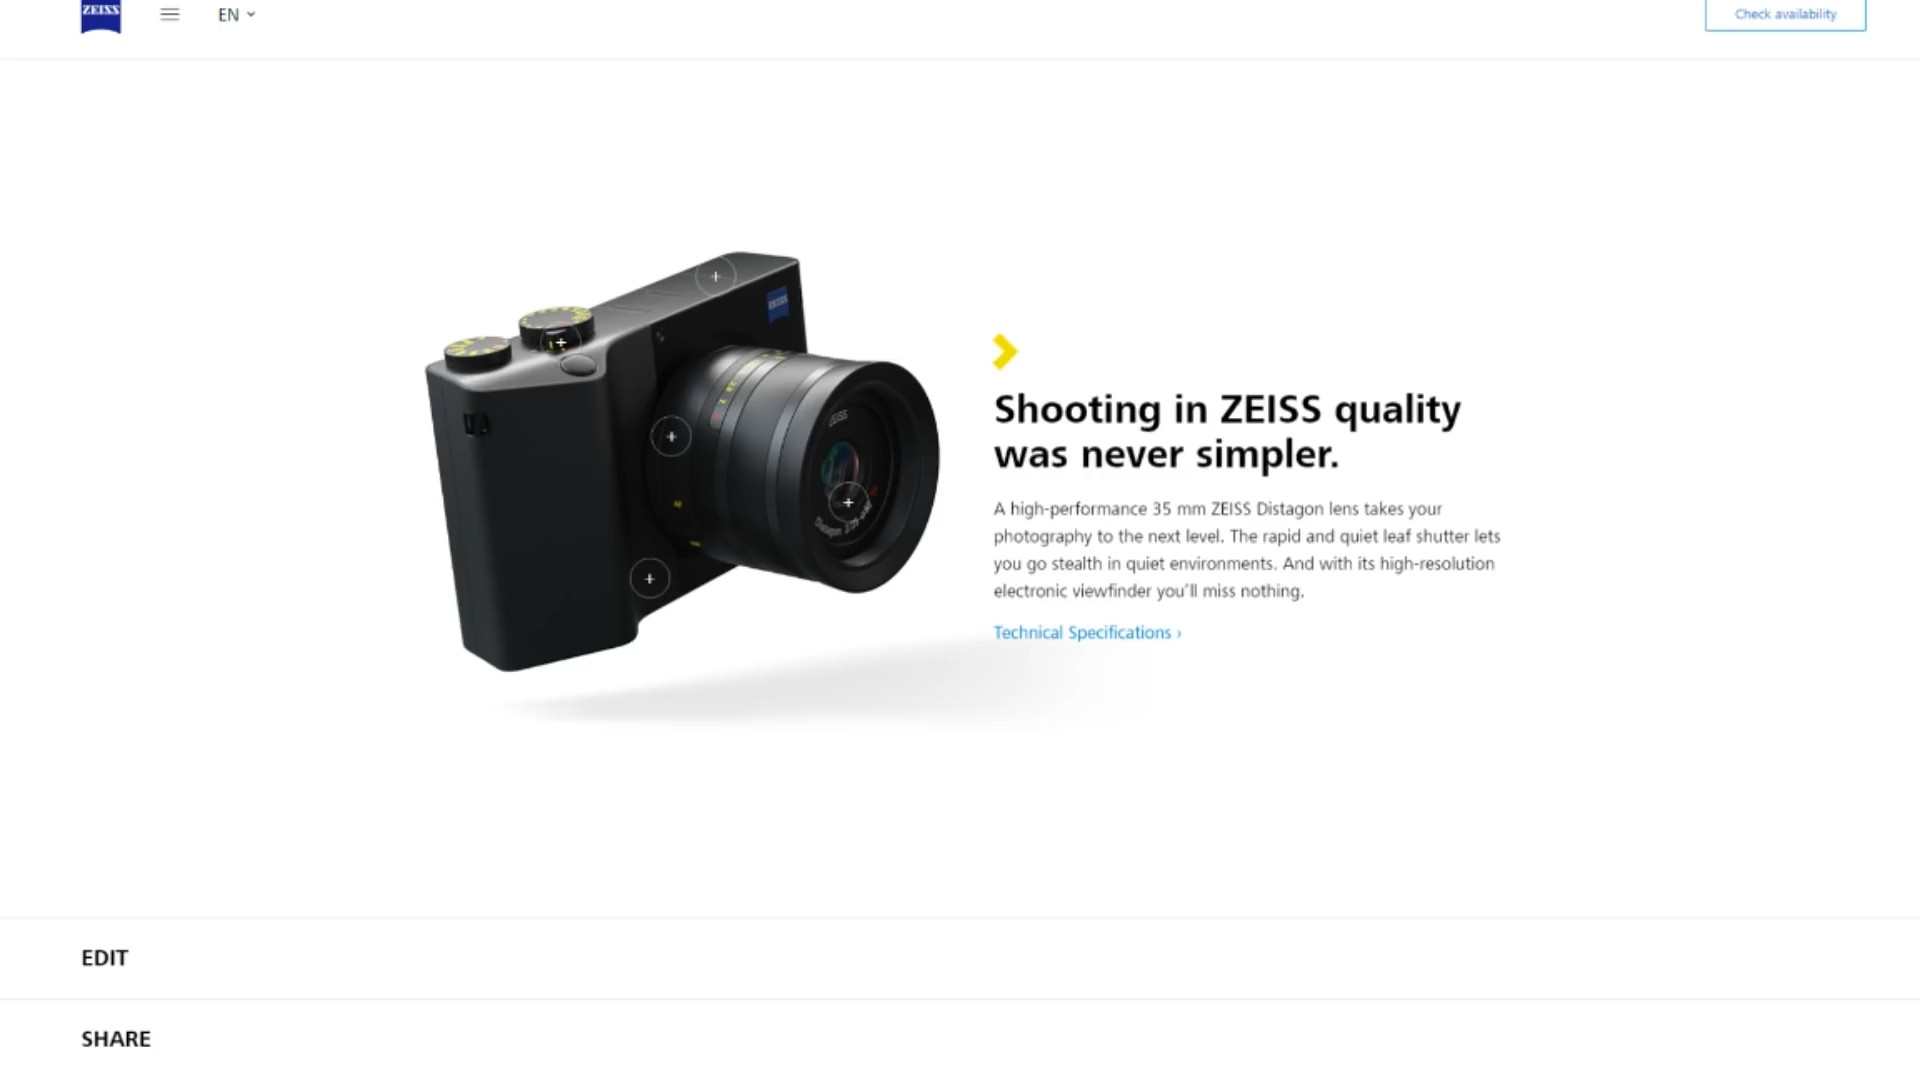 ZEISS
EN
Check availability
ZEISS
ZEISS
Distagon
Shooting in ZEISS quality
was never simpler.
A high-performance 35 mm ZEISS Distagon lens takes your
photography to the next level. The rapid and quiet leaf shutter lets
you go stealth in quiet environments. And with its high-resolution
electronic viewfinder you'll miss nothing.
Technical Specifications ›
EDIT
SHARE